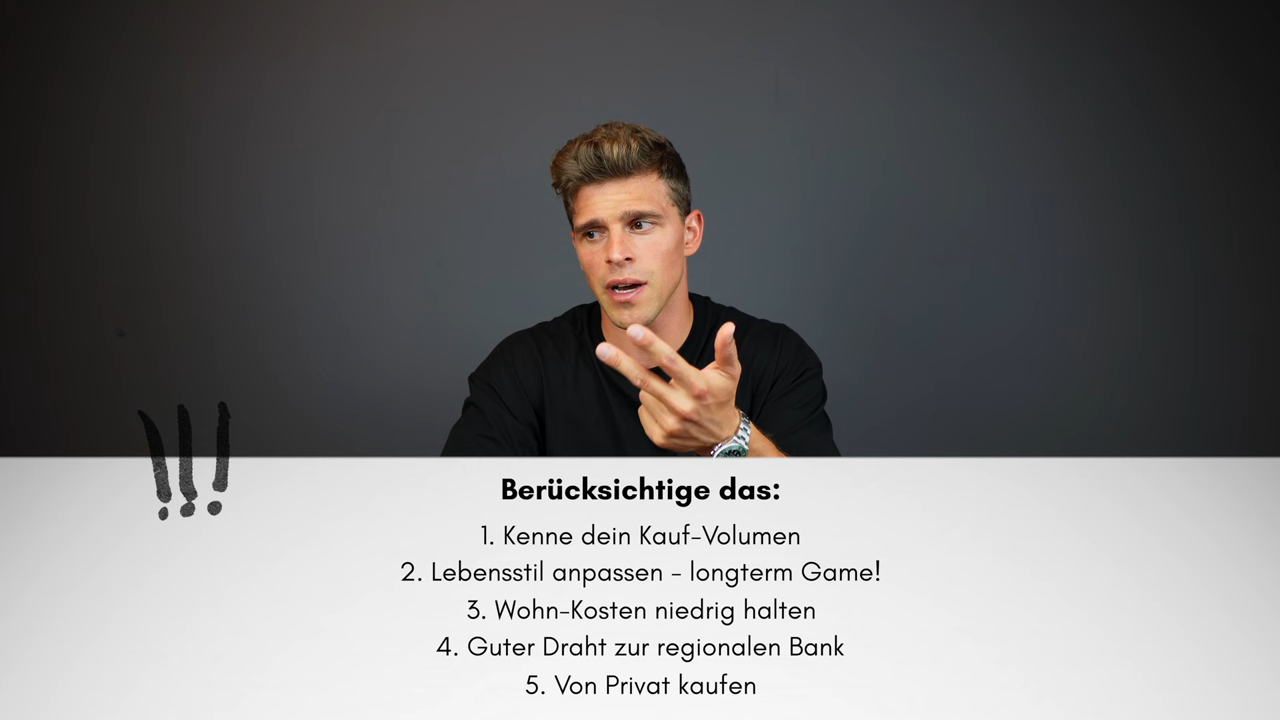 !!!
Berücksichtige das:
1. Kenne dein Kauf-Volumen
2. Lebensstil anpassen - longterm Game!
3. Wohn-Kosten niedrig halten
4. Guter Draht zur regionalen Bank
5. Von Privat kaufen